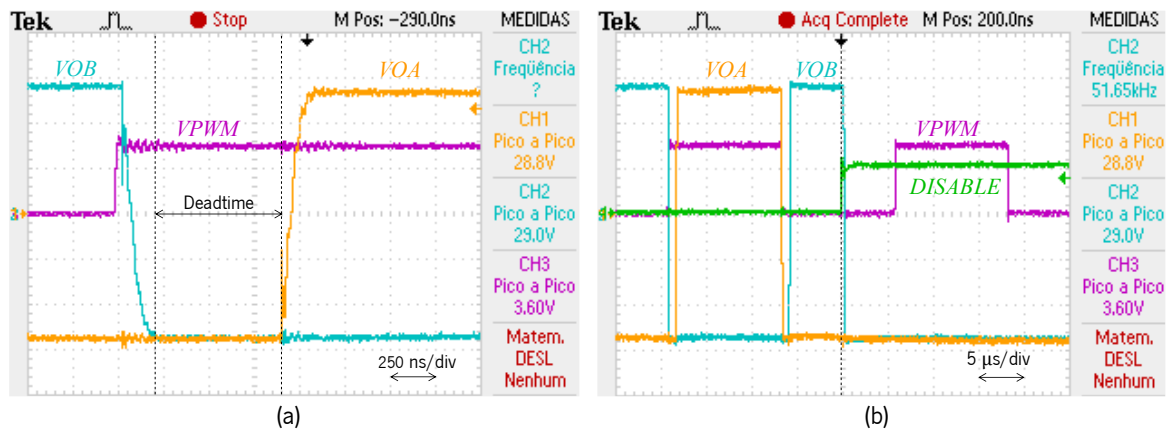 Tek
Stop
M Pos: -290.0ns
MEDIDAS
VOB
VOA
VPWM
Deadtime
250 ns/div
CH2
Freqüência
?
CH1
Pico a Pico
28.8V
CH2
Pico a Pico
29.0V
CH3
Pico a Pico
3.60V
Matem.
DESL
Nenhum
(a)
Tek
Acq Complete
M Pos: 200.0ns
MEDIDAS
VOA
VOB
VPWM
DISABLE
5 µs/div
CH2
Freqüência
51.65kHz
CH1
Pico a Pico
28.8V
CH2
Pico a Pico
29.0V
CH3
Pico a Pico
3.60V
Matem.
DESL
Nenhum
(b)